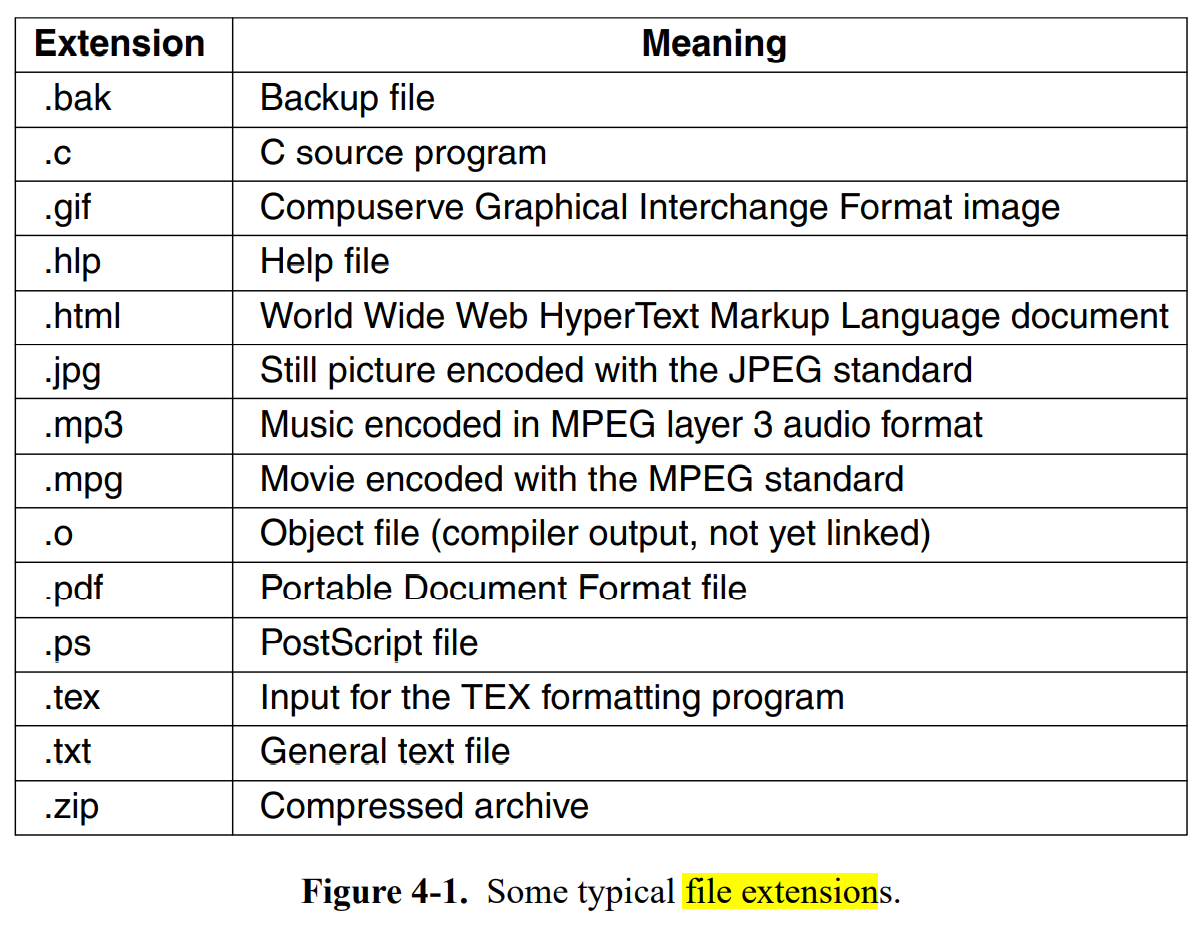 Extension Meaning
.bak Backup file
.c C source program
.gif Compuserve Graphical Interchange Format image
.hlp Help file
.html World Wide Web HyperText Markup Language document
.jpg Still picture encoded with the JPEG standard
.mp3 Music encoded in MPEG layer 3 audio format
.mpg Movie encoded with the MPEG standard
.o Object file (compiler output, not yet linked)
.pdf Portable Document Format file
.ps PostScript file
.tex Input for the TEX formatting program
.txt General text file
.zip Compressed archive
Figure 4-1. Some typical file extensions.